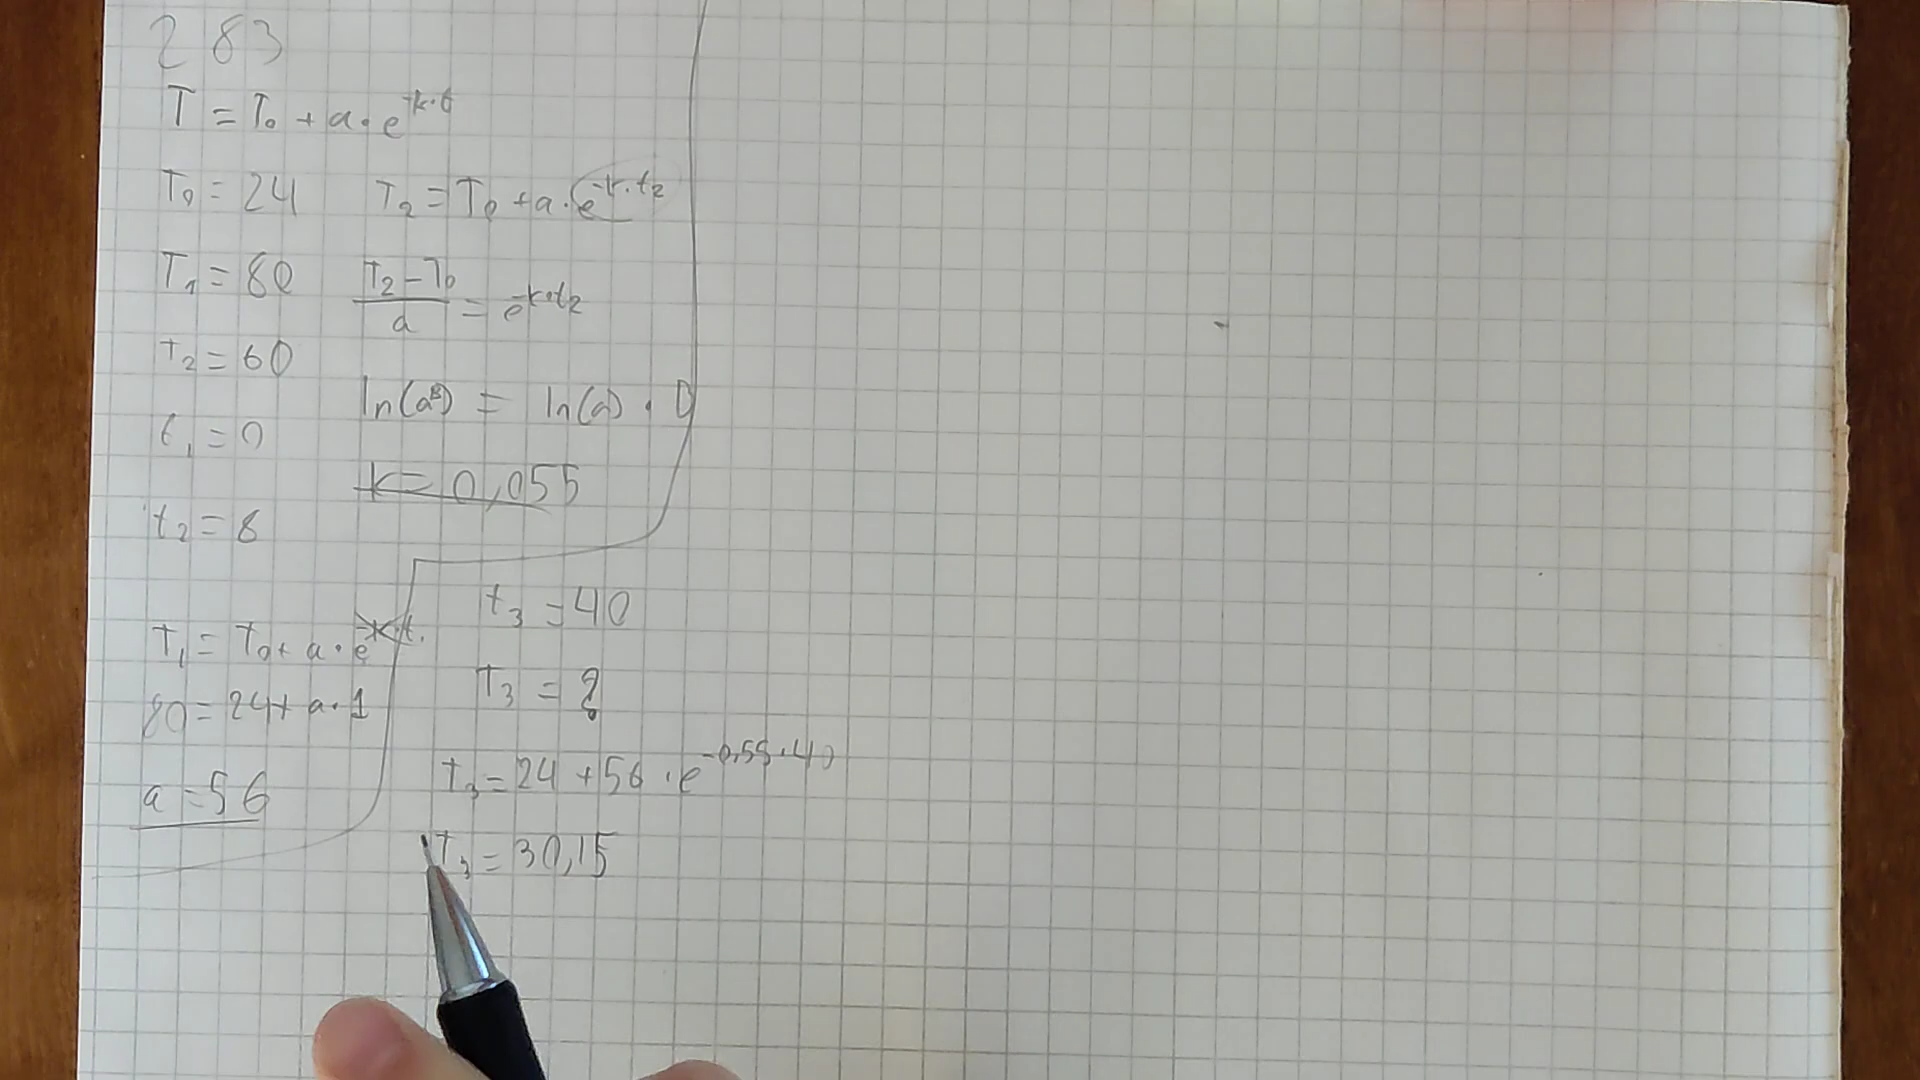 283
T = T₀ + a · e^-k·t
T₀ = 24
T₁ = 80
T₂ = 60
t₁ = 0
t₂ = 8
T₁ = T₀ + a · e^-k·t₁
80 = 24 + a · 1
a = 56
T₂ = T₀ + a · e^-k·t₂
(T₂ - T₀)/a = e^-k·t₂
ln(aᴮ) = ln(a) · B
k = 0,055
t₃ = 40
T₃ = ?
T₃ = 24 + 56 · e^-0,55·40
T₃ = 30,15